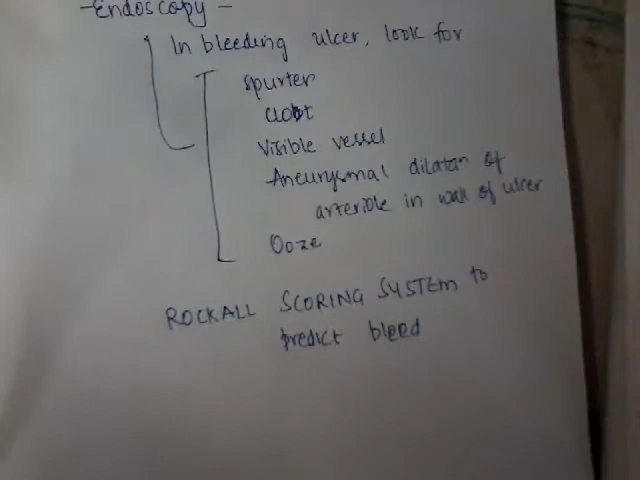 -Endoscopy -
In bleeding ulcer, look for
Spurter
Clot
Visible vessel
Aneurysmal dilatan of
arteriole in wall of ulcer
Ooze
ROCKALL SCORING SYSTEM to
predict bleed